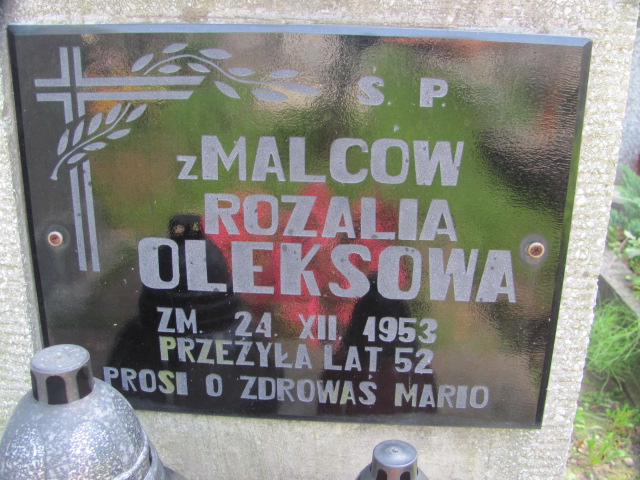 Ś. P.
z MALCÓW
ROZALIA
OLEKSOWA
ZM. 24. XII. 1953
PRZEŻYŁA LAT 52
PROSI O ZDROWAŚ MARIO